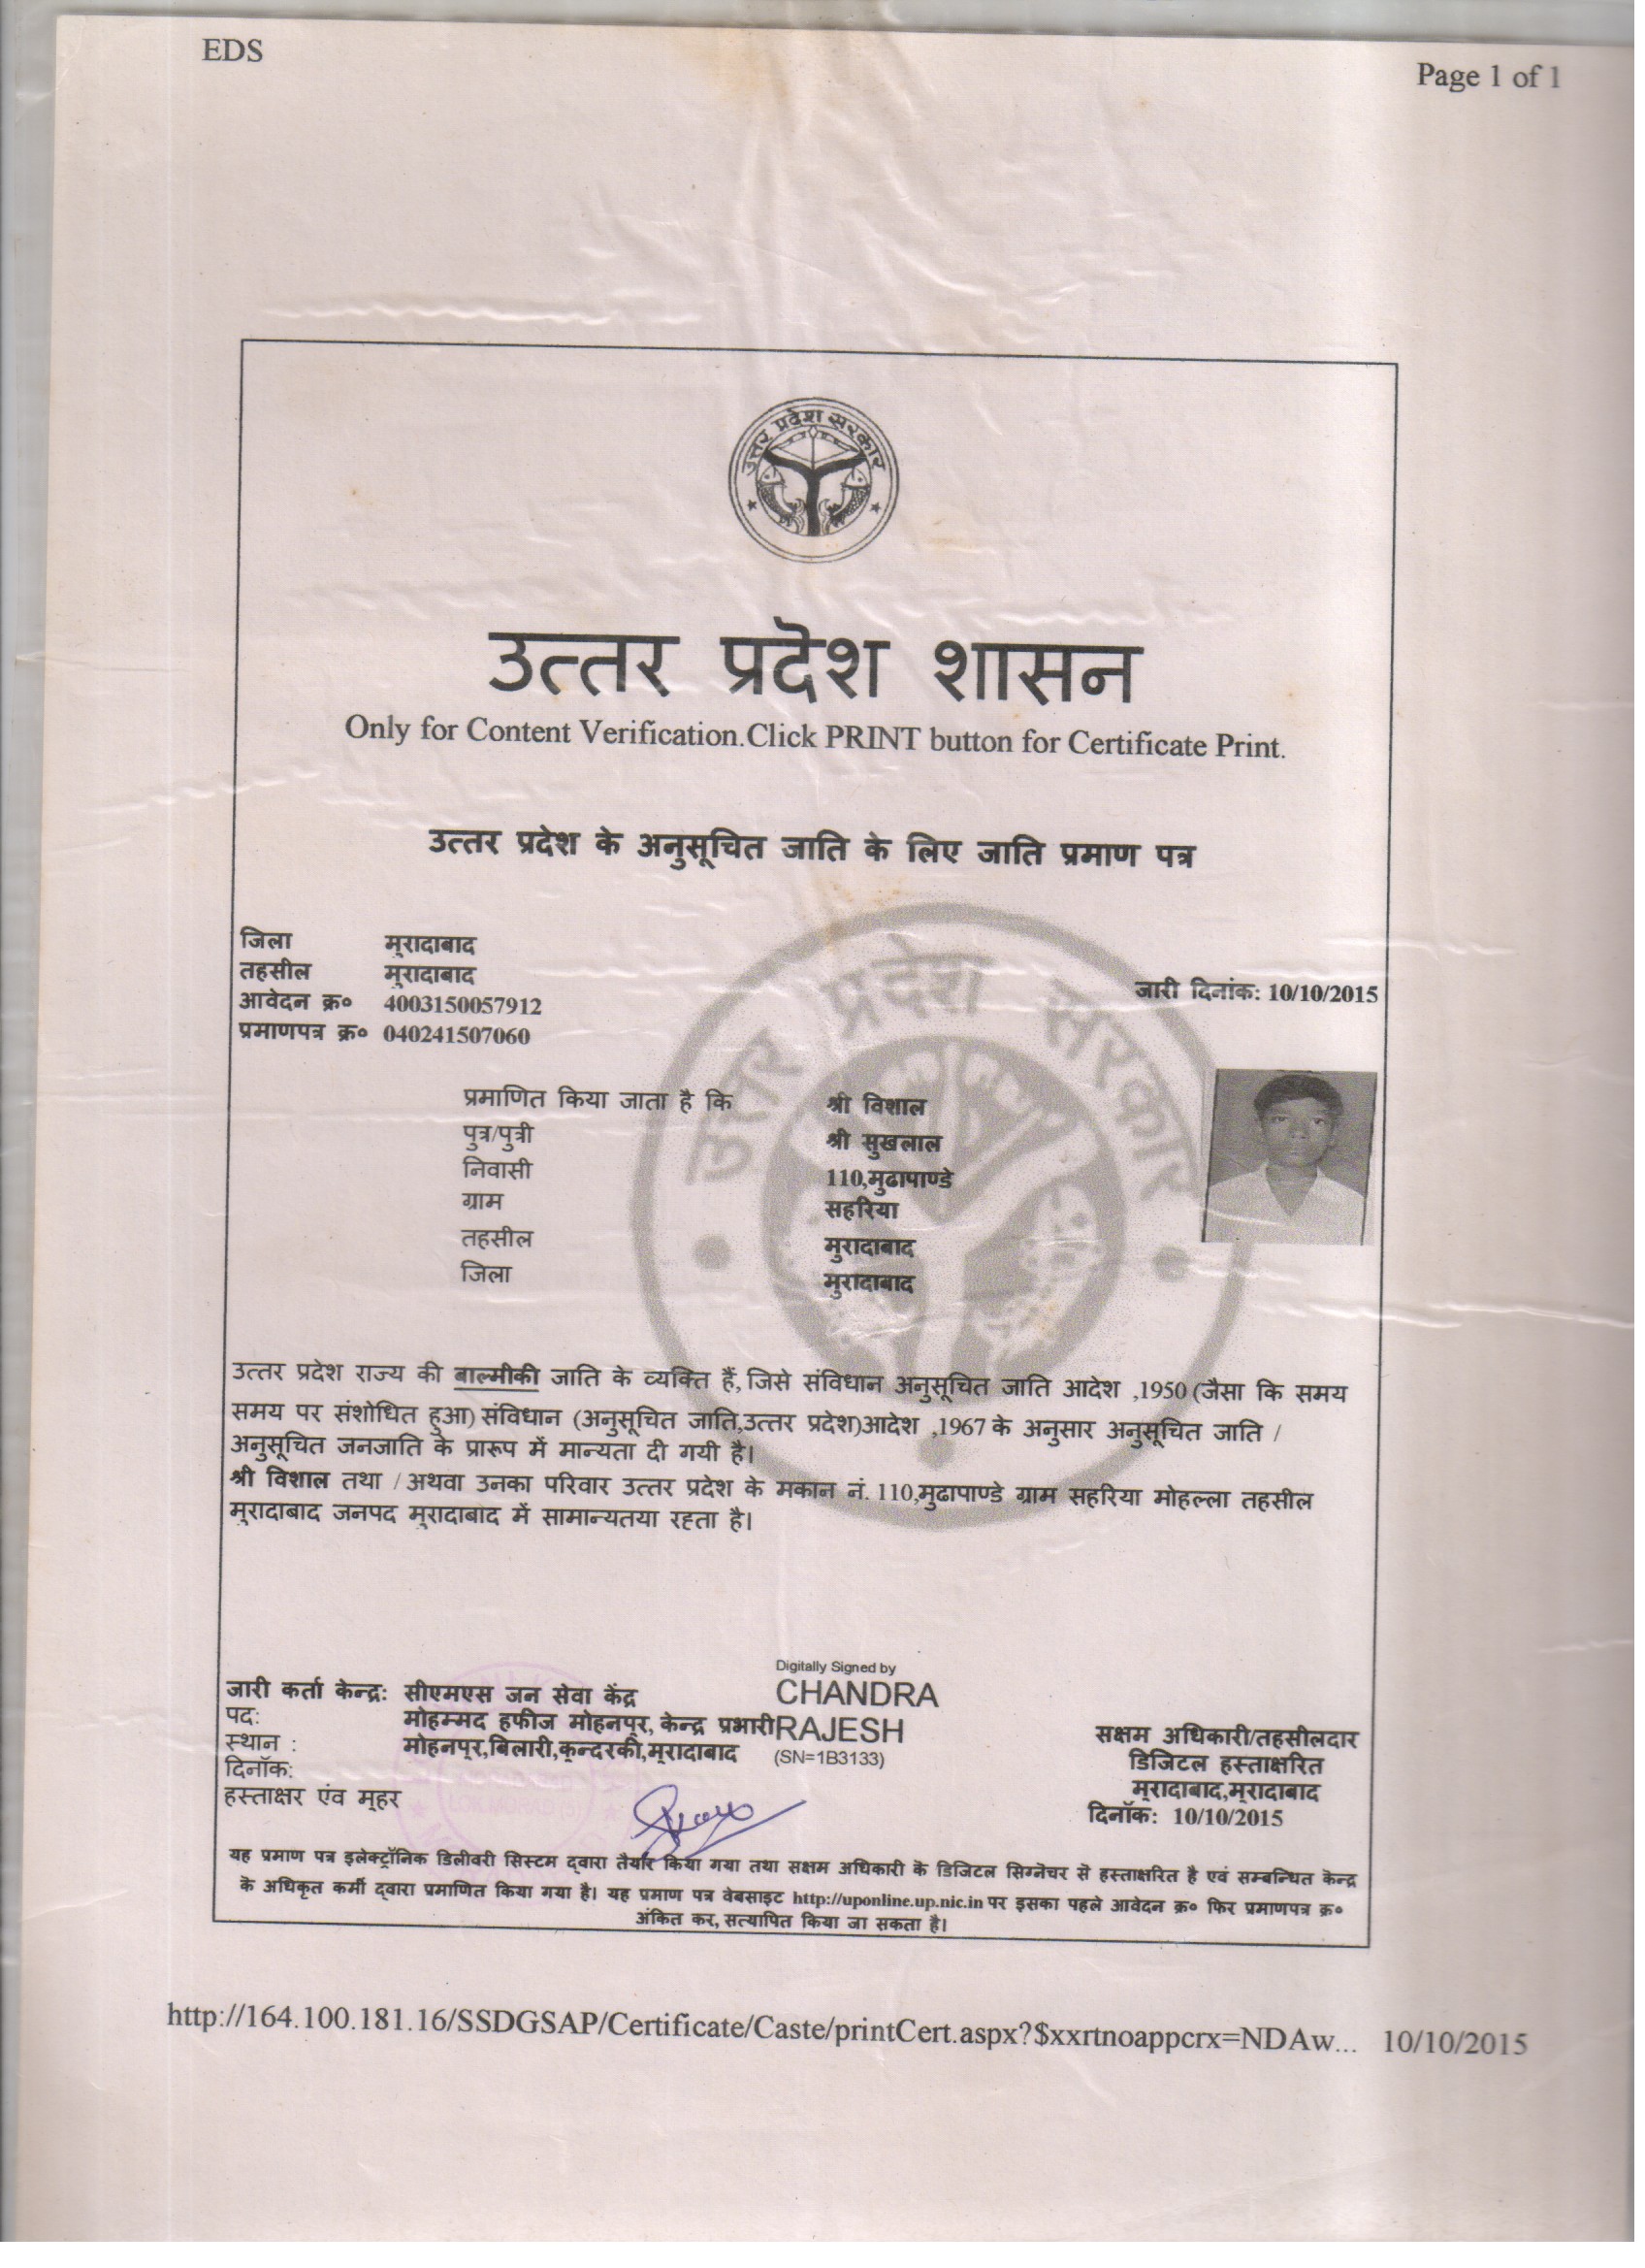 EDS
Page 1 of 1
उत्तर प्रदेश सरकार
उत्तर प्रदेश शासन
Only for Content Verification.Click PRINT button for Certificate Print.
उत्तर प्रदेश के अनुसूचित जाति के लिए जाति प्रमाण पत्र
जिला मुरादाबाद
तहसील मुरादाबाद
आवेदन क्र० 4003150057912
जारी दिनांक: 10/10/2015
प्रमाणपत्र क्र० 040241507060
उत्तर प्रदेश सरकार
प्रमाणित किया जाता है कि श्री विशाल
पुत्र/पुत्री श्री सुखलाल
निवासी 110,मुढापाण्डे
ग्राम सहरिया
तहसील मुरादाबाद
जिला मुरादाबाद
उत्तर प्रदेश राज्य की बाल्मीकी जाति के व्यक्ति हैं, जिसे संविधान अनुसूचित जाति आदेश ,1950 (जैसा कि समय
समय पर संशोधित हुआ) संविधान (अनुसूचित जाति,उत्तर प्रदेश)आदेश ,1967 के अनुसार अनुसूचित जाति /
अनुसूचित जनजाति के प्रारूप में मान्यता दी गयी है।
श्री विशाल तथा / अथवा उनका परिवार उत्तर प्रदेश के मकान नं. 110,मुढापाण्डे ग्राम सहरिया मोहल्ला तहसील
मुरादाबाद जनपद मुरादाबाद में सामान्यतया रहता है।
Digitally Signed by
CHANDRA
RAJESH
(SN=1B3133)
जारी कर्ता केन्द्र: सीएमएस जन सेवा केंद्र
पद: मोहम्मद हफीज मोहनपुर, केन्द्र प्रभारी
स्थान : मोहनपुर,बिलारी,कुन्दरकी,मुरादाबाद
दिनॉक:
हस्ताक्षर एंव मुहर
सक्षम अधिकारी/तहसीलदार
डिजिटल हस्ताक्षरित
मुरादाबाद,मुरादाबाद
दिनॉक: 10/10/2015
यह प्रमाण पत्र इलेक्ट्रॉनिक डिलीवरी सिस्टम द्वारा तैयार किया गया तथा सक्षम अधिकारी के डिजिटल सिग्नेचर से हस्ताक्षरित है एवं सम्बन्धित केन्द्र
के अधिकृत कर्मी द्वारा प्रमाणित किया गया है। यह प्रमाण पत्र वेबसाइट http://uponline.up.nic.in पर इसका पहले आवेदन क्र० फिर प्रमाणपत्र क्र०
अंकित कर, सत्यापित किया जा सकता है।
http://164.100.181.16/SSDGSAP/Certificate/Caste/printCert.aspx?$xxrtnoappcrx=NDAw... 10/10/2015